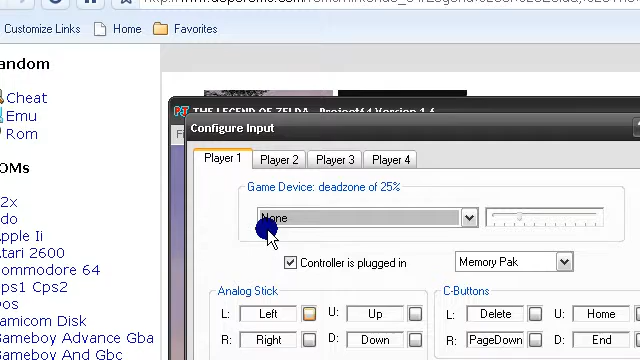 Customize Links Home Favorites
andom
Cheat
Emu
Rom
OMs
2x
do
pple Ii
tari 2600
ommodore 64
ps1 Cps2
os
amicom Disk
ameboy Advance Gba
ameboy And Gbc
THE LEGEND OF ZELDA - Project64 Version 1.6
Fi
Configure Input
Player 1 Player 2 Player 3 Player 4
Game Device: deadzone of 25%
None
Controller is plugged in Memory Pak
Analog Stick C-Buttons
L: Left U: Up L: Delete U: Home
R: Right D: Down R: PageDown D: End